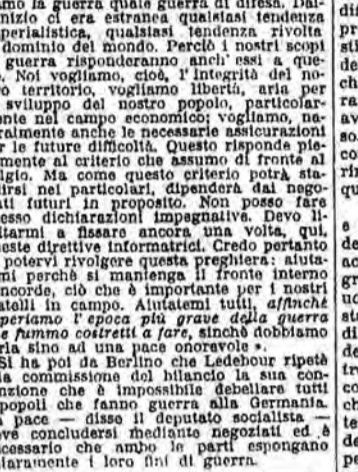 mo la guerra quale guerra di difesa. Dal-
nizio ci era estranea qualsiasi tendenza
perialistica, qualsiasi tendenza rivolta
dominio del mondo. Perciò i nostri scopi
guerra risponderanno anch' essi a que-
. Noi vogliamo, cioè, l'integrità del no-
o territorio, vogliamo libertà, aria per
sviluppo del nostro popolo, particolar-
nte nel campo economico; vogliamo, na-
ralmente anche le necessarie assicurazioni
r le future difficoltà. Questo risponde pie-
mente al criterio che assumo di fronte al
lgio. Ma come questo criterio potrà sta-
lirsi nei particolari, dipenderà dai nego-
ati futuri in proposito. Non posso fare
esso dichiarazioni impegnative. Devo li-
itarmi a fissare ancora una volta, qui,
ueste direttive informatrici. Credo pertanto
potervi rivolgere questa preghiera: aiuta-
mi perchè si mantenga il fronte interno
ncorde, ciò che è importante per i nostri
atelli in campo. Aiutatemi tutti, affinchè
periamo l'epoca più grave della guerra
e fummo costretti a fare, sinchè dobbiamo
rla sino ad una pace onorevole ».
Si ha poi da Berlino che Ledebour ripetè
la commissione del bilancio la sua con-
nzione che è impossibile debellare tutti
popoli che fanno guerra alla Germania.
a pace — disse il deputato socialista —
ve concludersi mediante negoziati ed è
cessario che ambo le parti espongano
iaramente i loro fini di guerra.